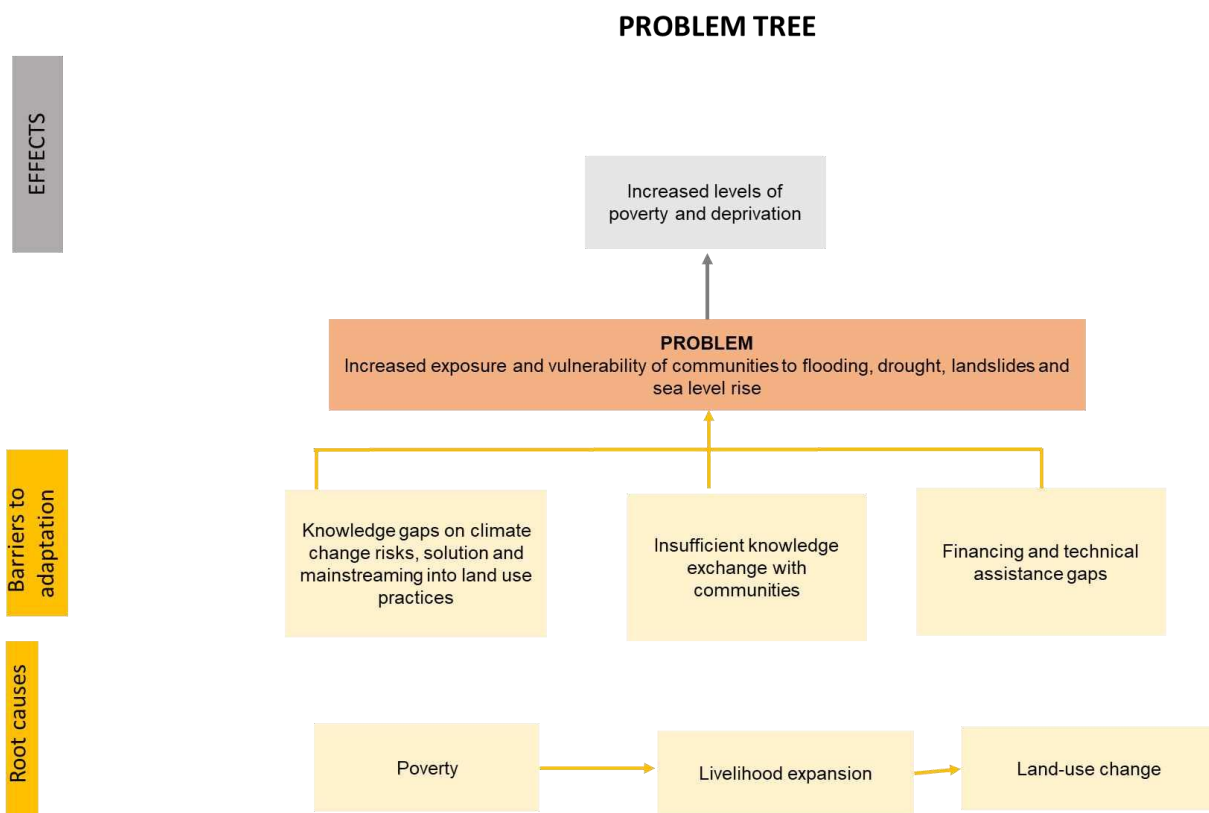 PROBLEM TREE
EFFECTS
Increased levels of
poverty and deprivation
PROBLEM
Increased exposure and vulnerability of communities to flooding, drought, landslides and
sea level rise
Barriers to
adaptation
Knowledge gaps on climate
change risks, solution and
mainstreaming into land use
practices
Insufficient knowledge
exchange with
communities
Financing and technical
assistance gaps
Root causes
Poverty
Livelihood expansion
Land-use change